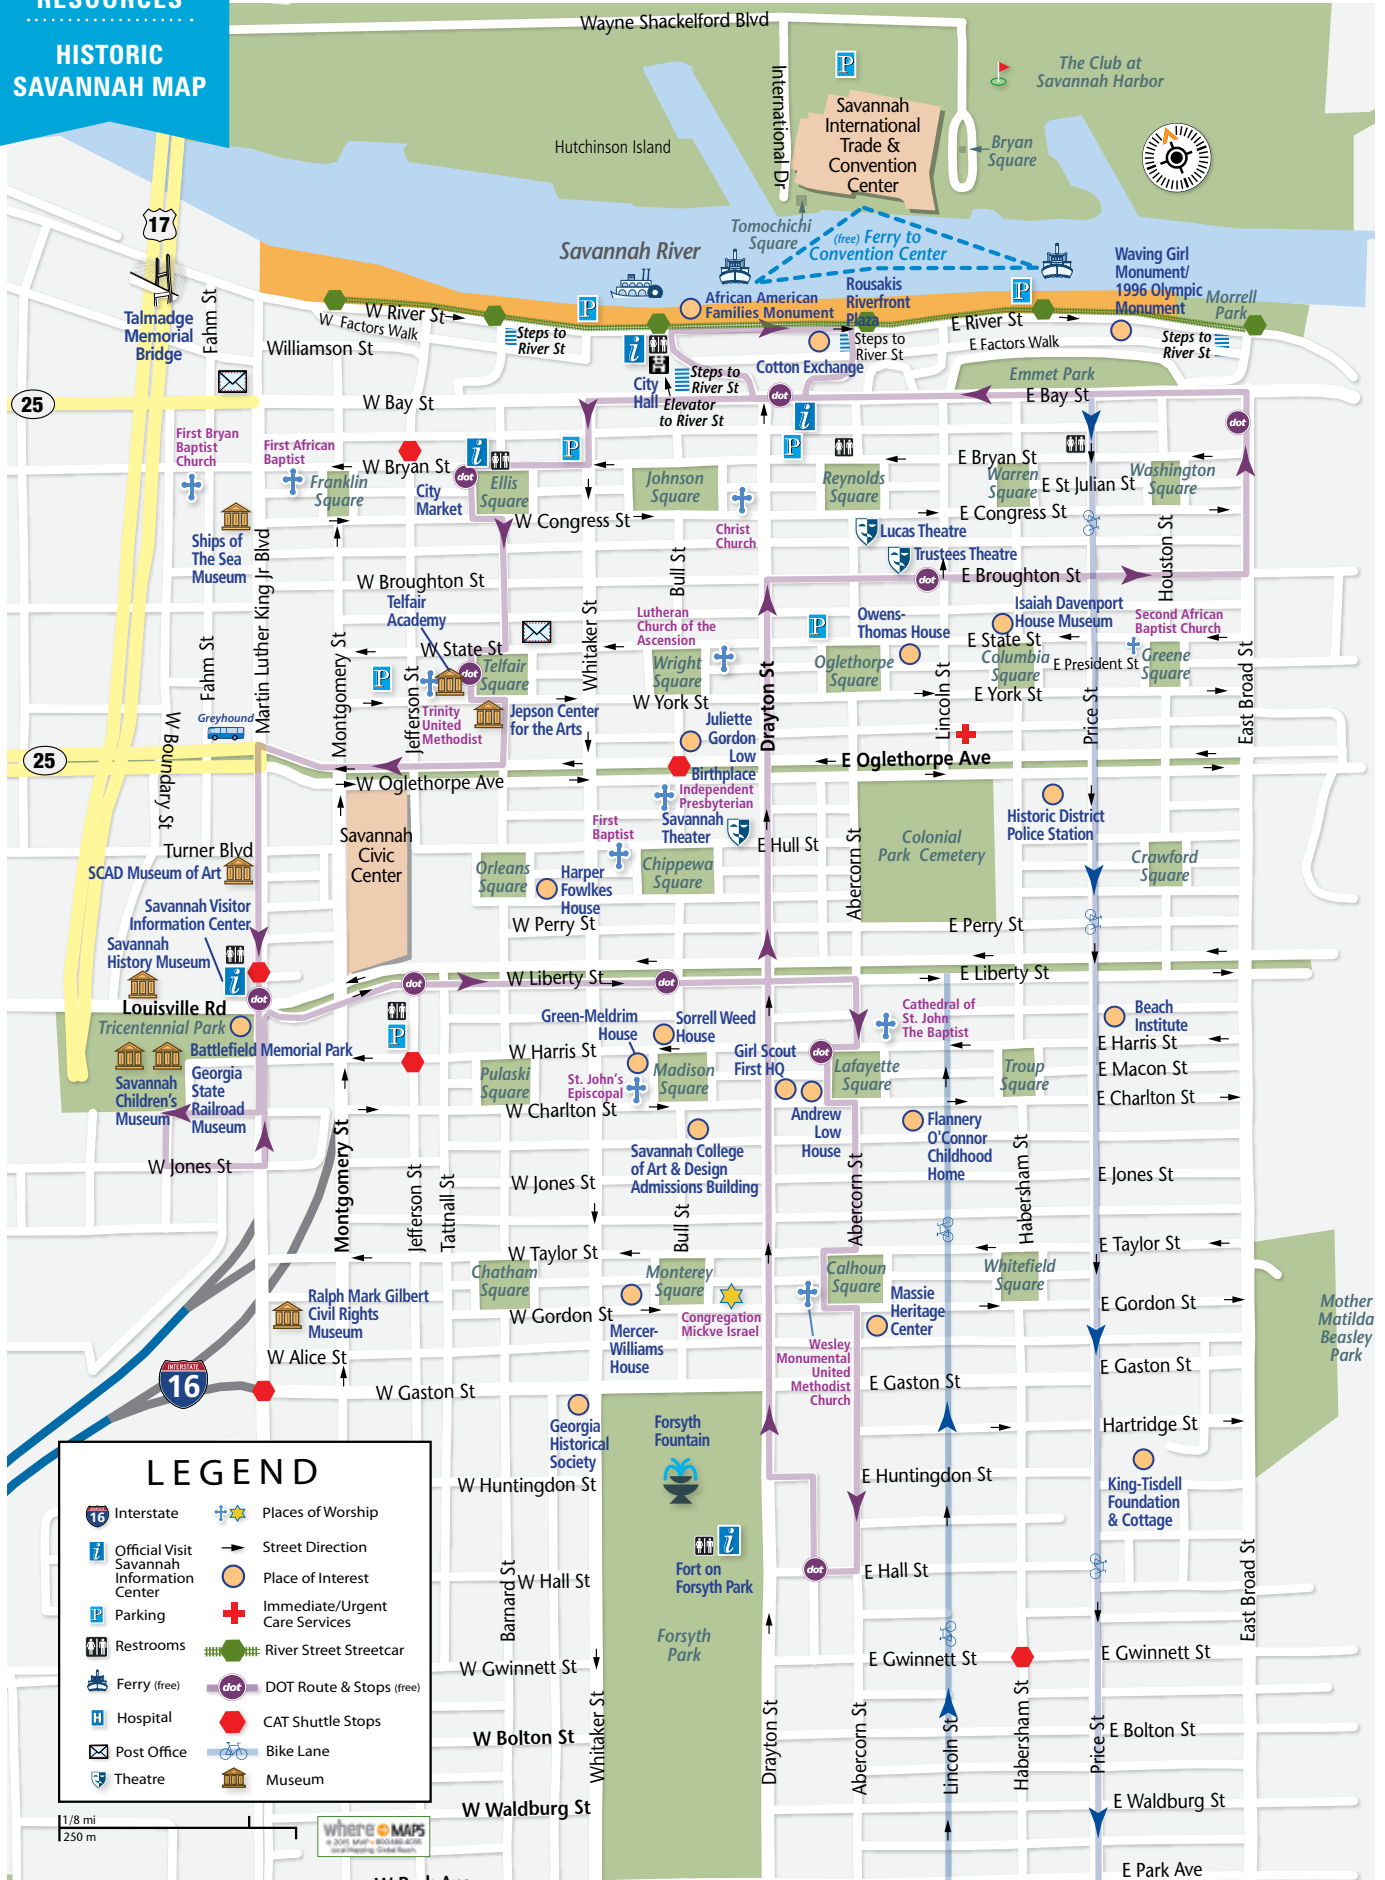 RESOURCES
HISTORIC
SAVANNAH MAP
Wayne Shackelford Blvd
International Dr
The Club at
Savannah Harbor
Savannah
International
Trade &
Convention
Center
Hutchinson Island
Bryan
Square
17
Tomochichi
Square
(free) Ferry to
Convention Center
Savannah River
Waving Girl
Monument/
1996 Olympic
Monument
Morrell
Park
Rousakis
Riverfront
Plaza
African American
Families Monument
Talmadge
Memorial
Bridge
Fahm St
W River St
W Factors Walk
Williamson St
Steps to
River St
Steps to
River St
E River St
E Factors Walk
Steps to
River St
Cotton Exchange
City
Hall
Steps to
River St
Elevator
to River St
Emmet Park
25
W Bay St
dot
E Bay St
dot
First Bryan
Baptist
Church
First African
Baptist
Franklin
Square
W Bryan St
dot
City
Market
Ellis
Square
Johnson
Square
Reynolds
Square
E Bryan St
Warren
Square
E St Julian St
Washington
Square
W Congress St
E Congress St
Christ
Church
Ships of
The Sea
Museum
Martin Luther King Jr Blvd
Lucas Theatre
Trustees Theatre
Bull St
Houston St
W Broughton St
dot
E Broughton St
Telfair
Academy
Lutheran
Church of the
Ascension
Owens-
Thomas House
Isaiah Davenport
House Museum
Second African
Baptist Church
Fahm St
Montgomery St
W State St
Whitaker St
E State St
dot
Telfair
Square
Wright
Square
Oglethorpe
Square
Columbia
Square
E President St
Greene
Square
Jefferson St
W York St
Drayton St
Lincoln St
E York St
Price St
East Broad St
Greyhound
W Boundary St
Trinity
United
Methodist
Jepson Center
for the Arts
Juliette
Gordon
Low
Birthplace
25
W Oglethorpe Ave
E Oglethorpe Ave
Independent
Presbyterian
Savannah
Theater
Savannah
Civic
Center
First
Baptist
E Hull St
Colonial
Park Cemetery
Historic District
Police Station
Turner Blvd
SCAD Museum of Art
Orleans
Square
Harper
Fowlkes
House
Chippewa
Square
Abercorn St
Crawford
Square
Savannah Visitor
Information Center
Savannah
History Museum
W Perry St
E Perry St
dot
dot
W Liberty St
dot
E Liberty St
Louisville Rd
Tricentennial Park
Battlefield Memorial Park
Savannah
Children's
Museum
Georgia
State
Railroad
Museum
Green-Meldrim
House
Sorrell Weed
House
Cathedral of
St. John
The Baptist
Beach
Institute
W Harris St
Girl Scout
First HQ
dot
E Harris St
Pulaski
Square
St. John's
Episcopal
Madison
Square
Lafayette
Square
Troup
Square
E Macon St
W Charlton St
E Charlton St
Andrew
Low
House
Flannery
O'Connor
Childhood
Home
Savannah College
of Art & Design
Admissions Building
W Jones St
Montgomery St
Jefferson St
Tattnall St
W Jones St
Bull St
Abercorn St
Habersham St
E Jones St
W Taylor St
E Taylor St
Chatham
Square
Monterey
Square
Calhoun
Square
Whitefield
Square
Ralph Mark Gilbert
Civil Rights
Museum
W Gordon St
Mercer-
Williams
House
Congregation
Mickve Israel
Massie
Heritage
Center
E Gordon St
Mother
Matilda
Beasley
Park
Wesley
Monumental
United
Methodist
Church
W Alice St
INTERSTATE
16
W Gaston St
E Gaston St
E Gaston St
Georgia
Historical
Society
Forsyth
Fountain
Hartridge St
W Huntingdon St
E Huntingdon St
King-Tisdell
Foundation
& Cottage
Fort on
Forsyth Park
dot
Barnard St
W Hall St
E Hall St
East Broad St
Forsyth
Park
W Gwinnett St
E Gwinnett St
E Gwinnett St
Whitaker St
Drayton St
Abercorn St
Lincoln St
Habersham St
Price St
W Bolton St
E Bolton St
W Waldburg St
E Waldburg St
E Park Ave
LEGEND
16
Interstate
Places of Worship
Official Visit
Savannah
Information
Center
Street Direction
Place of Interest
P
Parking
Immediate/Urgent
Care Services
Restrooms
River Street Streetcar
Ferry (free)
dot
DOT Route & Stops (free)
H
Hospital
CAT Shuttle Stops
Post Office
Bike Lane
Theatre
Museum
1/8 mi
250 m
where MAPS